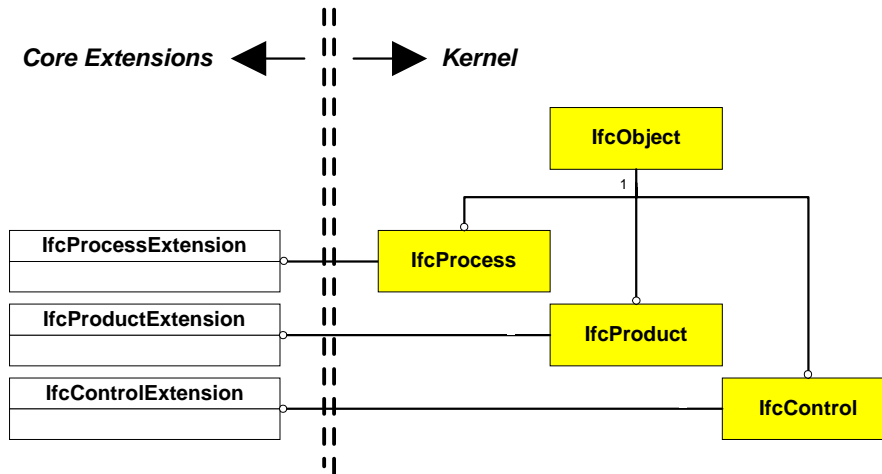 Core Extensions
Kernel
IfcObject
1
IfcProcessExtension
IfcProcess
IfcProductExtension
IfcProduct
IfcControlExtension
IfcControl